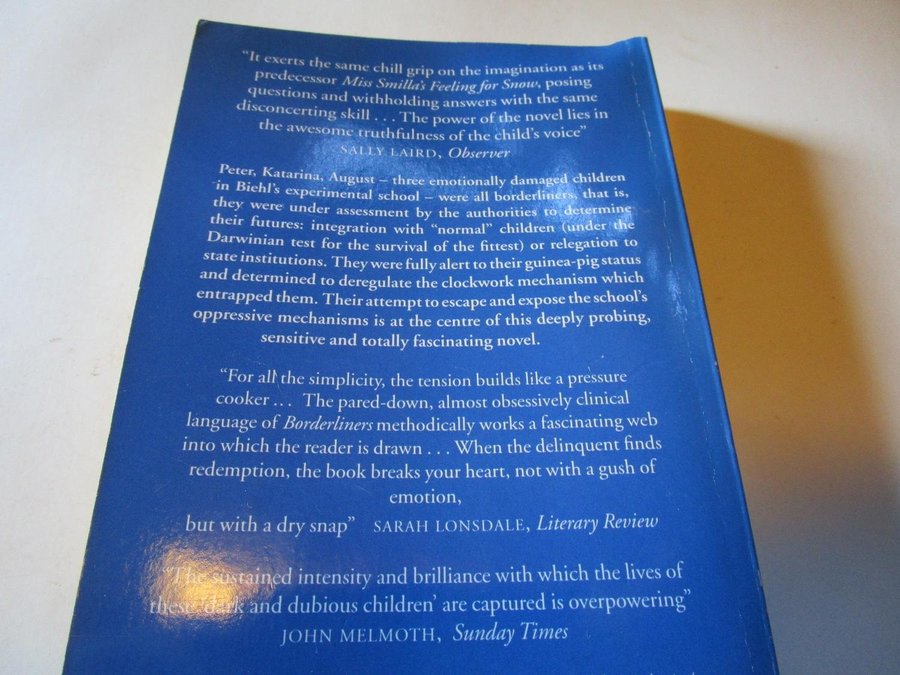 “It exerts the same chill grip on the imagination as its
predecessor Miss Smilla's Feeling for Snow, posing
questions and withholding answers with the same
disconcerting skill . . . The power of the novel lies in
the awesome truthfulness of the child's voice”
SALLY LAIRD, Observer
Peter, Katarina, August – three emotionally damaged children
in Biehl's experimental school – were all borderliners, that is,
they were under assessment by the authorities to determine
their futures: integration with “normal” children (under the
Darwinian test for the survival of the fittest) or relegation to
state institutions. They were fully alert to their guinea-pig status
and determined to deregulate the clockwork mechanism which
entrapped them. Their attempt to escape and expose the school's
oppressive mechanisms is at the centre of this deeply probing,
sensitive and totally fascinating novel.
“For all the simplicity, the tension builds like a pressure
cooker . . . The pared-down, almost obsessively clinical
language of Borderliners methodically works a fascinating web
into which the reader is drawn . . . When the delinquent finds
redemption, the book breaks your heart, not with a gush of
emotion,
but with a dry snap” SARAH LONSDALE, Literary Review
“The sustained intensity and brilliance with which the lives of
these ‘dark and dubious children’ are captured is overpowering”
JOHN MELMOTH, Sunday Times